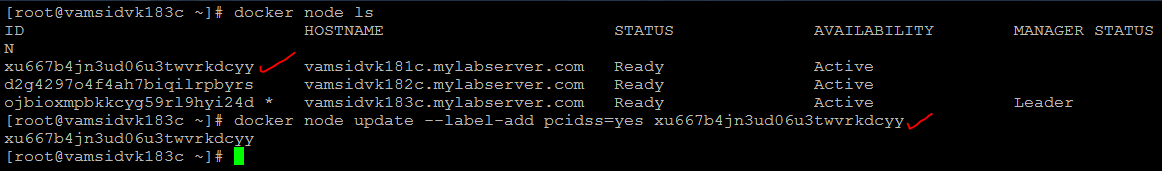 [root@vamsidvk183c ~]# docker node ls
ID HOSTNAME STATUS AVAILABILITY MANAGER STATUS
N
xu667b4jn3ud06u3twvrkdcyy vamsidvk181c.mylabserver.com Ready Active
d2g4297o4f4ah7biqilrpbyrs vamsidvk182c.mylabserver.com Ready Active
ojbioxmpbkkcyg59rl9hyi24d * vamsidvk183c.mylabserver.com Ready Active Leader
[root@vamsidvk183c ~]# docker node update --label-add pcidss=yes xu667b4jn3ud06u3twvrkdcyy
xu667b4jn3ud06u3twvrkdcyy
[root@vamsidvk183c ~]#